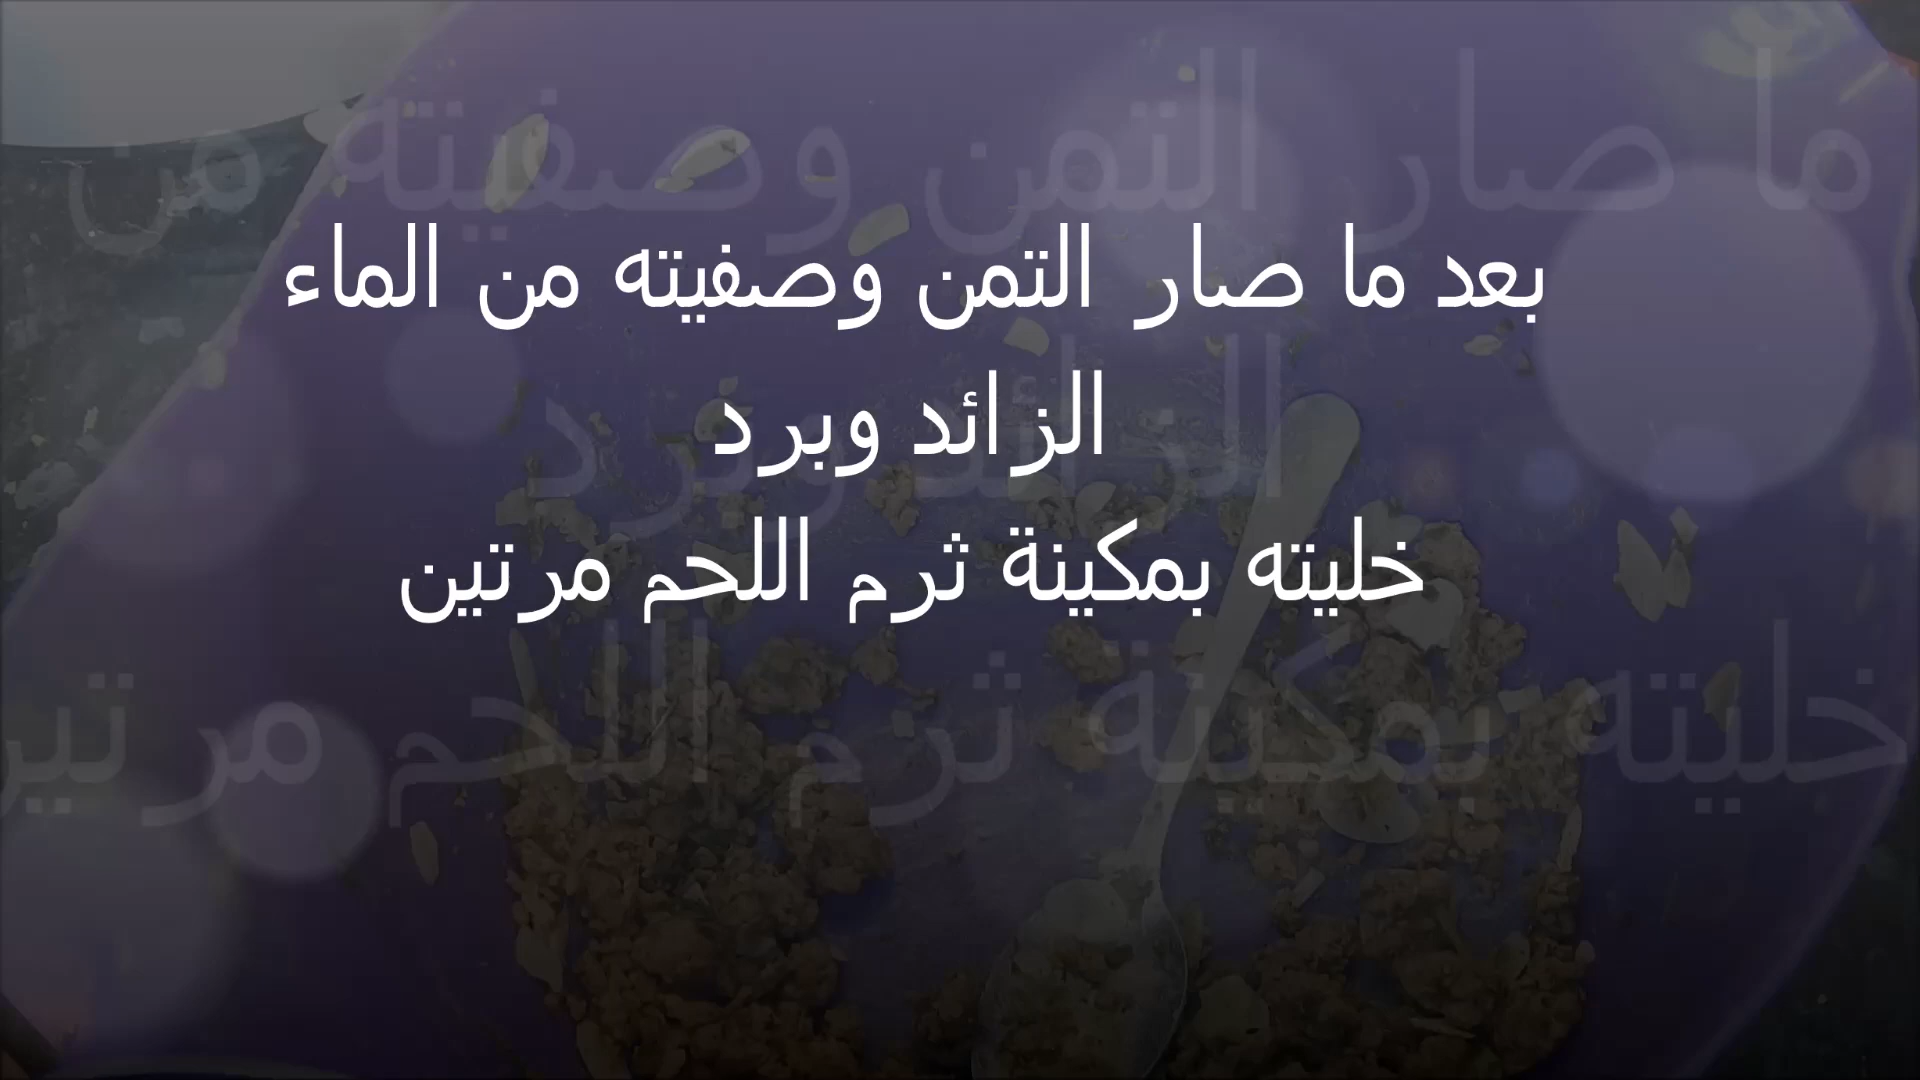 بعد ما صار التمن وصفيته من الماء
الزائد وبرد
خليته بمكينة ثرم اللحم مرتين